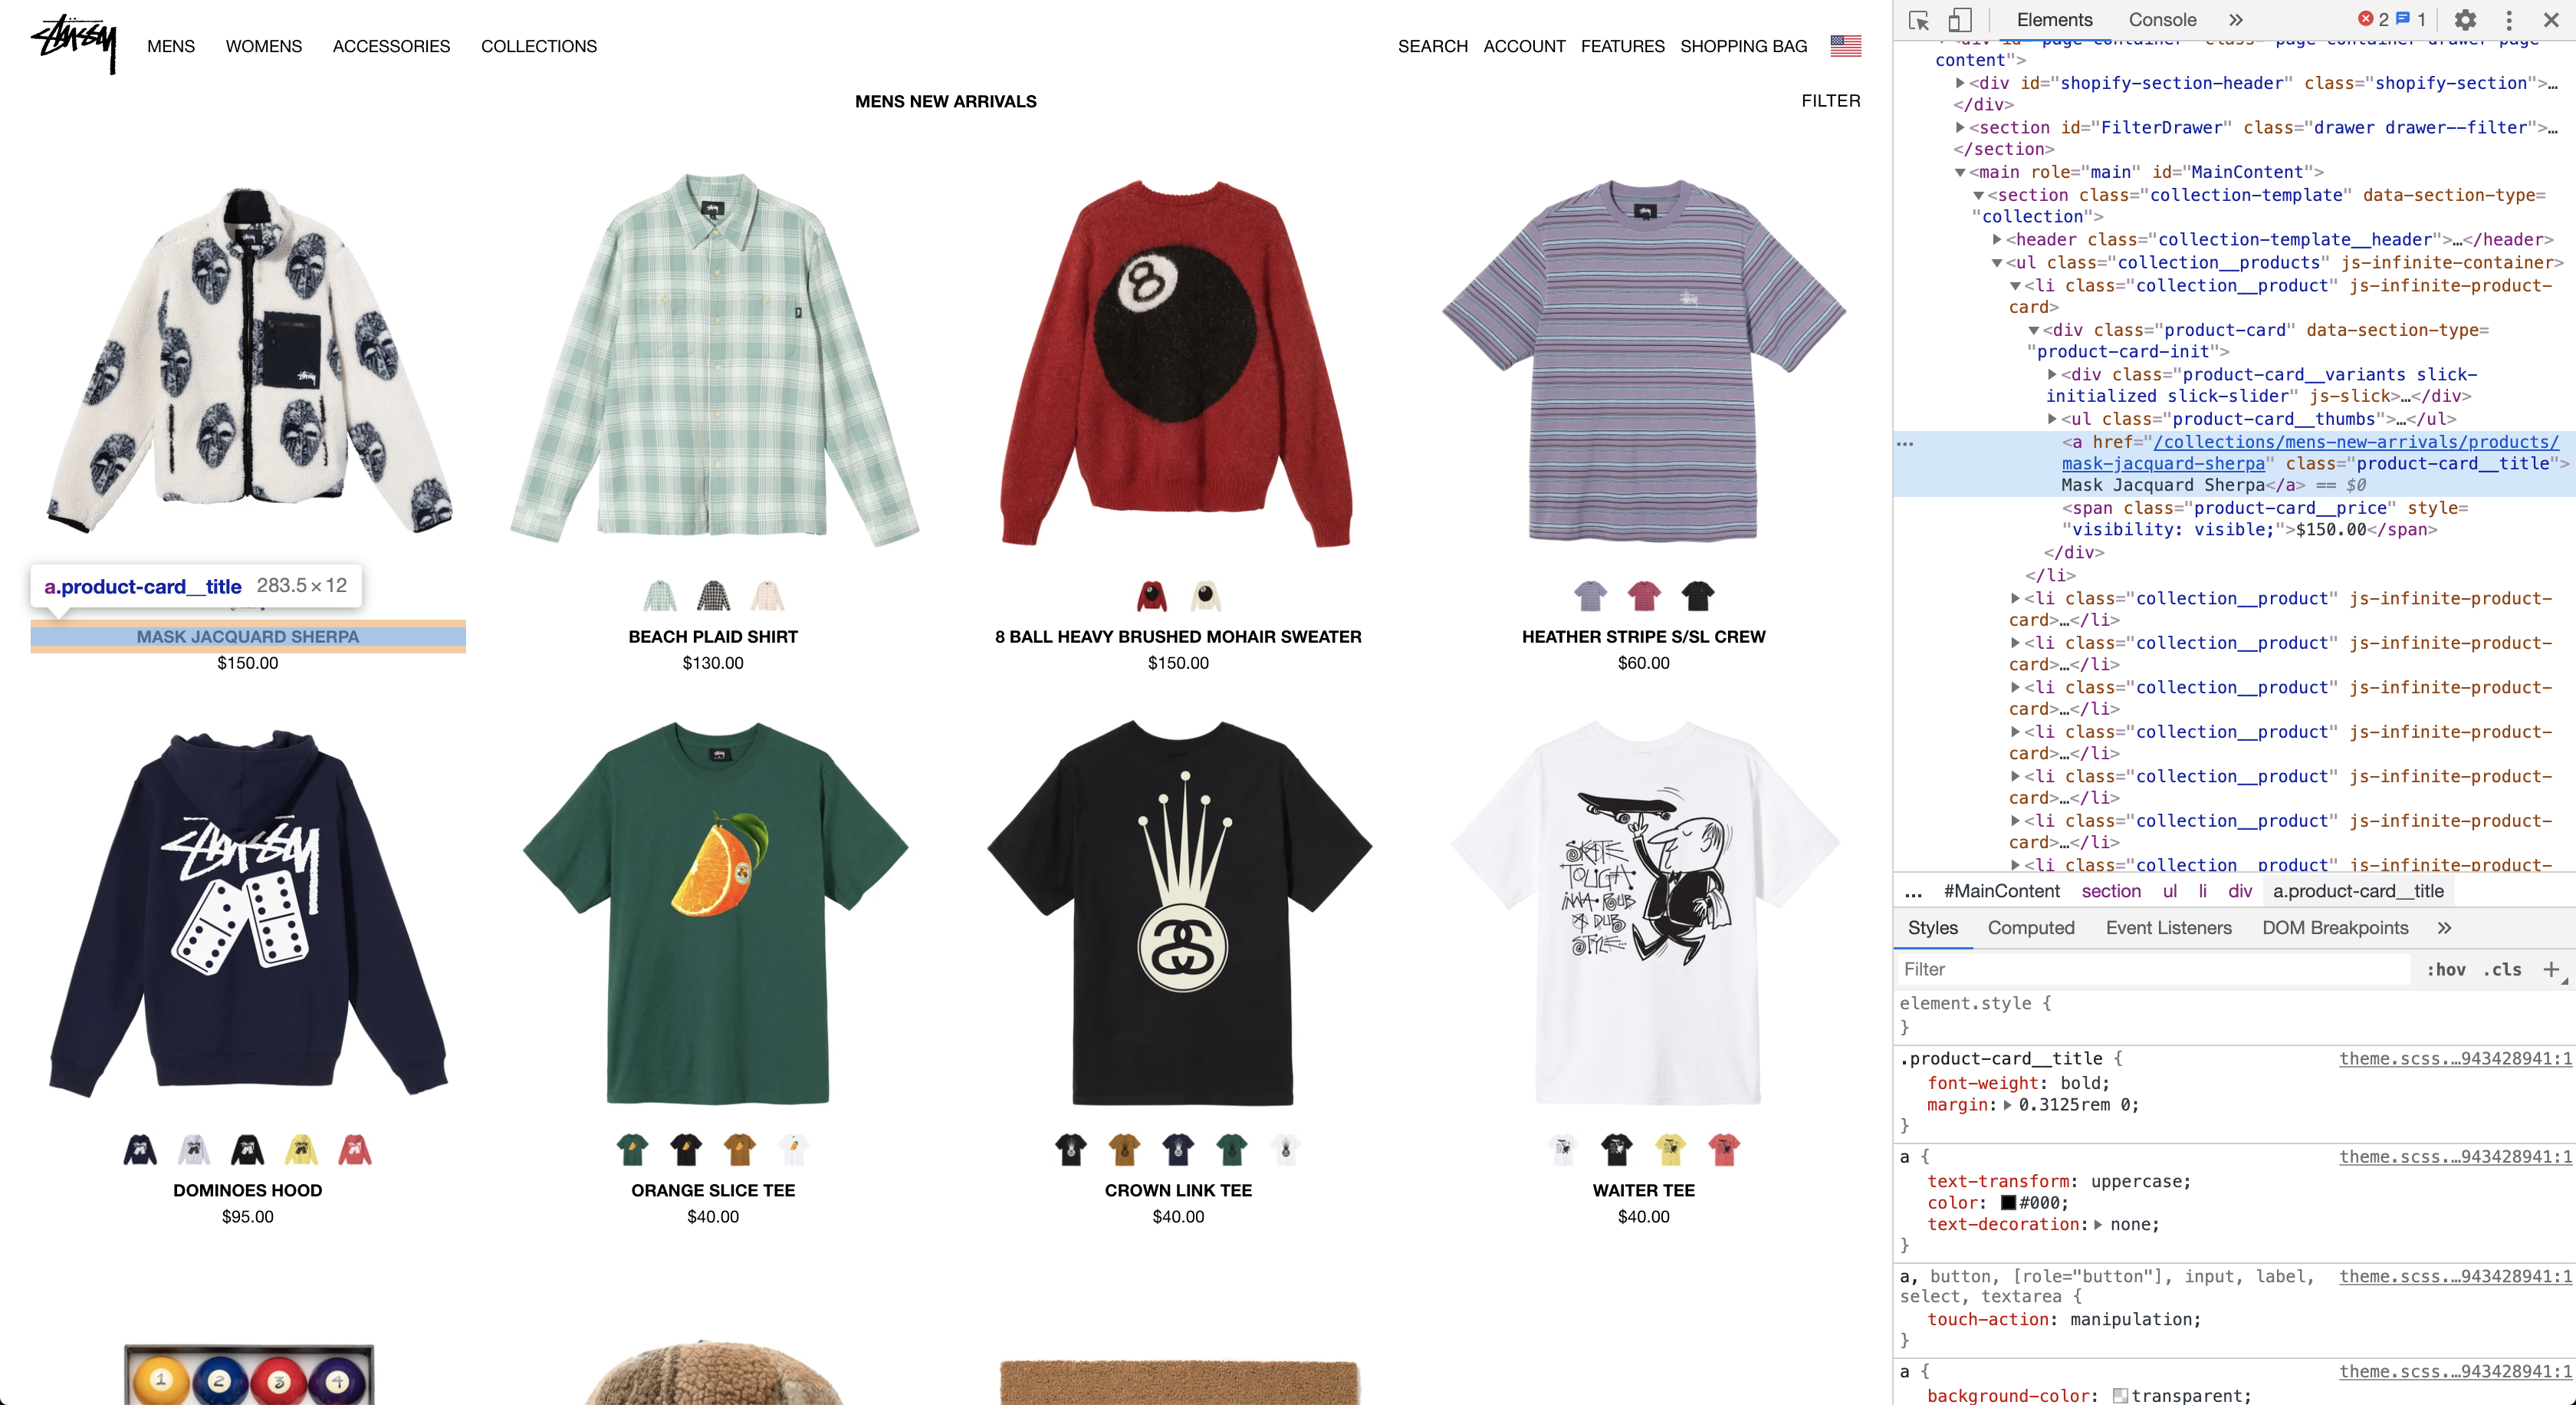 Stüssy
MENS
WOMENS
ACCESSORIES
COLLECTIONS
SEARCH
ACCOUNT
FEATURES
SHOPPING BAG
MENS NEW ARRIVALS
FILTER
8
a.product-card__title 283.5 × 12
MASK JACQUARD SHERPA
$150.00
BEACH PLAID SHIRT
$130.00
8 BALL HEAVY BRUSHED MOHAIR SWEATER
$150.00
HEATHER STRIPE S/SL CREW
$60.00
SKATE
TOUGH
INNA RUB
A DUB
STYLE...
DOMINOES HOOD
$95.00
ORANGE SLICE TEE
$40.00
CROWN LINK TEE
$40.00
WAITER TEE
$40.00
1 2 3 4
Elements Console » 2 1
content">
<div id="shopify-section-header" class="shopify-section">…
</div>
<section id="FilterDrawer" class="drawer drawer--filter">…
</section>
<main role="main" id="MainContent">
<section class="collection-template" data-section-type=
"collection">
<header class="collection-template__header">…</header>
<ul class="collection__products" js-infinite-container>
<li class="collection__product" js-infinite-product-
card>
<div class="product-card" data-section-type=
"product-card-init">
<div class="product-card__variants slick-
initialized slick-slider" js-slick>…</div>
<ul class="product-card__thumbs">…</ul>
… <a href="/collections/mens-new-arrivals/products/
mask-jacquard-sherpa" class="product-card__title">
Mask Jacquard Sherpa</a> == $0
<span class="product-card__price" style=
"visibility: visible;">$150.00</span>
</div>
</li>
<li class="collection__product" js-infinite-product-
card>…</li>
<li class="collection__product" js-infinite-product-
card>…</li>
<li class="collection__product" js-infinite-product-
card>…</li>
<li class="collection__product" js-infinite-product-
card>…</li>
<li class="collection__product" js-infinite-product-
card>…</li>
<li class="collection__product" js-infinite-product-
card>…</li>
<li class="collection__product" js-infinite-product-
… #MainContent section ul li div a.product-card__title
Styles Computed Event Listeners DOM Breakpoints »
Filter :hov .cls +
element.style {
}
.product-card__title { theme.scss.…943428941:1
font-weight: bold;
margin: 0.3125rem 0;
}
a { theme.scss.…943428941:1
text-transform: uppercase;
color: #000;
text-decoration: none;
}
a, button, [role="button"], input, label, theme.scss.…943428941:1
select, textarea {
touch-action: manipulation;
}
a { theme.scss.…943428941:1
background-color: transparent;